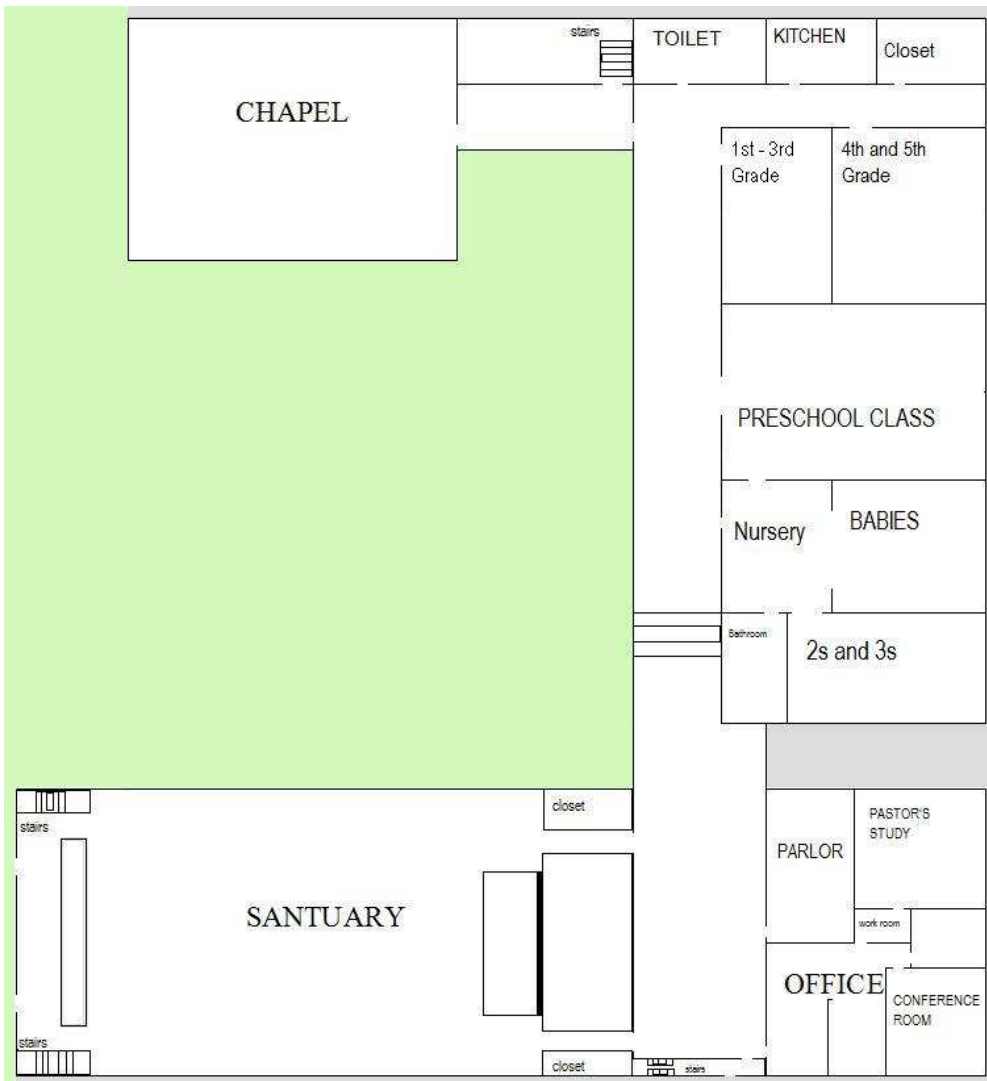 stairs
TOILET
KITCHEN
Closet
CHAPEL
1st - 3rd
Grade
4th and 5th
Grade
PRESCHOOL CLASS
Nursery
BABIES
Bathroom
2s and 3s
closet
stairs
PARLOR
PASTOR'S
STUDY
SANTUARY
work room
OFFICE
CONFERENCE
ROOM
stairs
closet
stairs